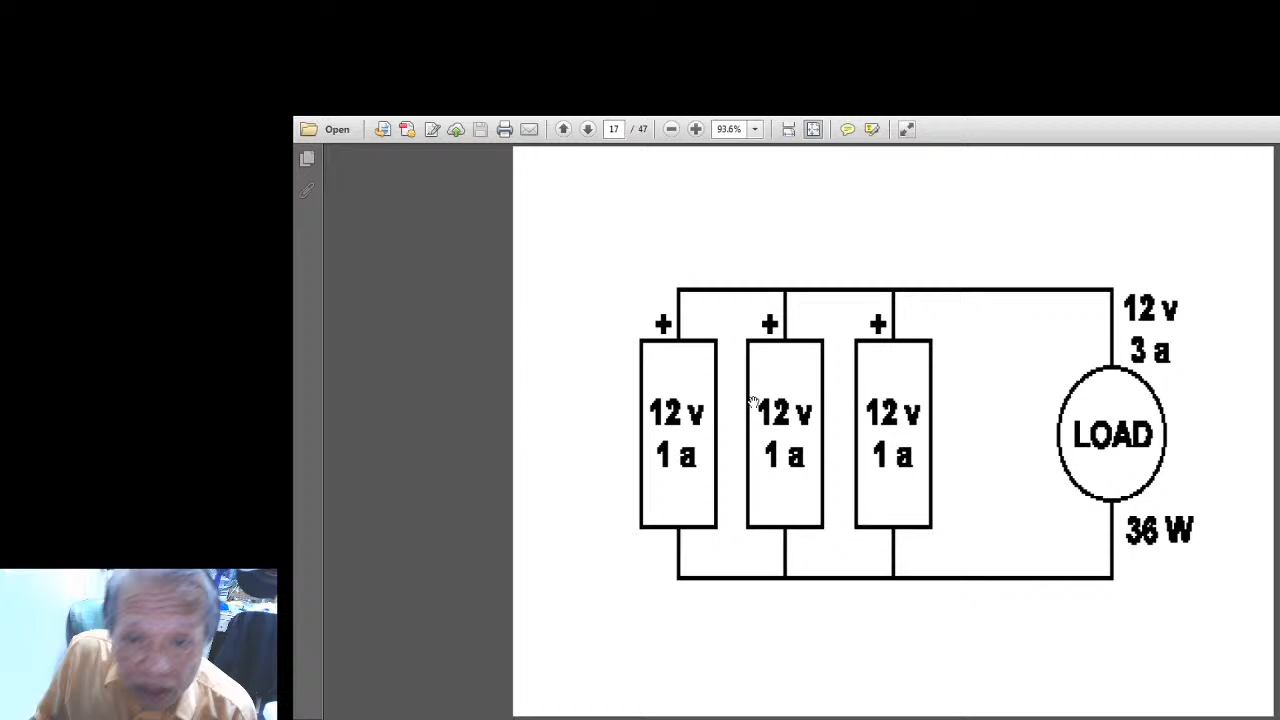 Open 17 / 47 93.6%
12 v
3 a
+ + +
12 v 12 v 12 v
1 a 1 a 1 a
LOAD
36 W